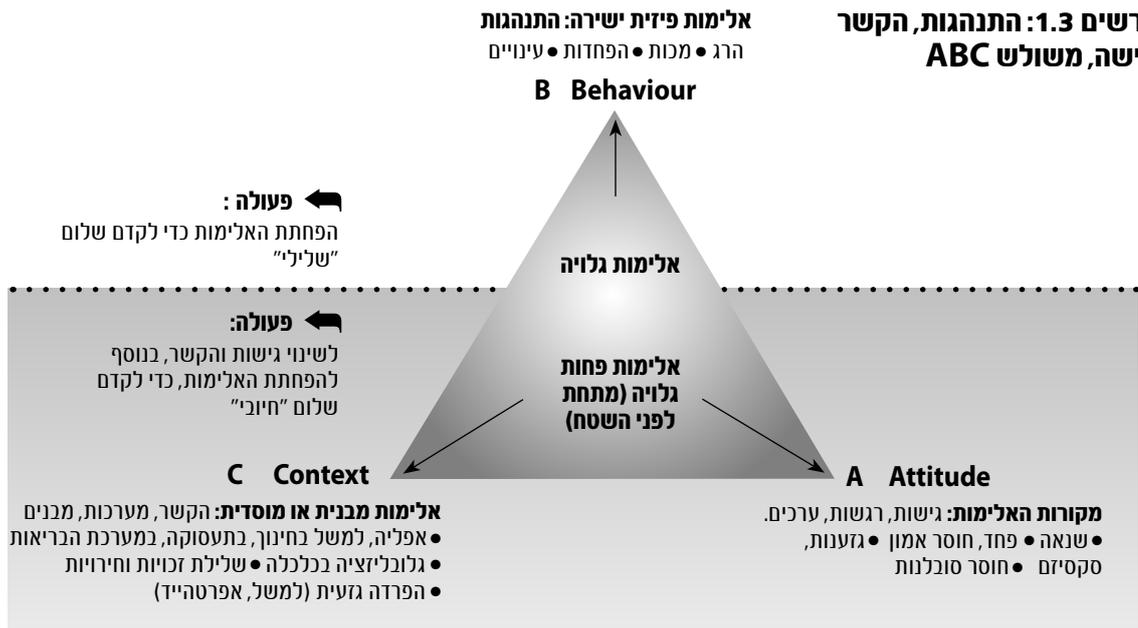 רשים 1.3: התנהגות, הקשר
ישה, משולש ABC
אלימות פיזית ישירה: התנהגות
הרג ● מכות ● הפחדות ● עינויים
B Behaviour
פעולה :
הפחתת האלימות כדי לקדם שלום
"שלילי"
אלימות גלויה
פעולה:
לשינוי גישות והקשר, בנוסף
להפחתת האלימות, כדי לקדם
שלום "חיובי"
אלימות פחות
גלויה (מתחת
לפני השטח)
A Attitude
מקורות האלימות: גישות, רגשות, ערכים.
● שנאה ● פחד, חוסר אמון ● גזענות,
סקסיזם ● חוסר סובלנות
C Context
אלימות מבנית או מוסדית: הקשר, מערכות, מבנים
● אפליה, למשל בחינוך, בתעסוקה, במערכת הבריאות
● גלובליזציה בכלכלה ● שלילת זכויות וחירויות
● הפרדה גזעית (למשל, אפרטהייד)